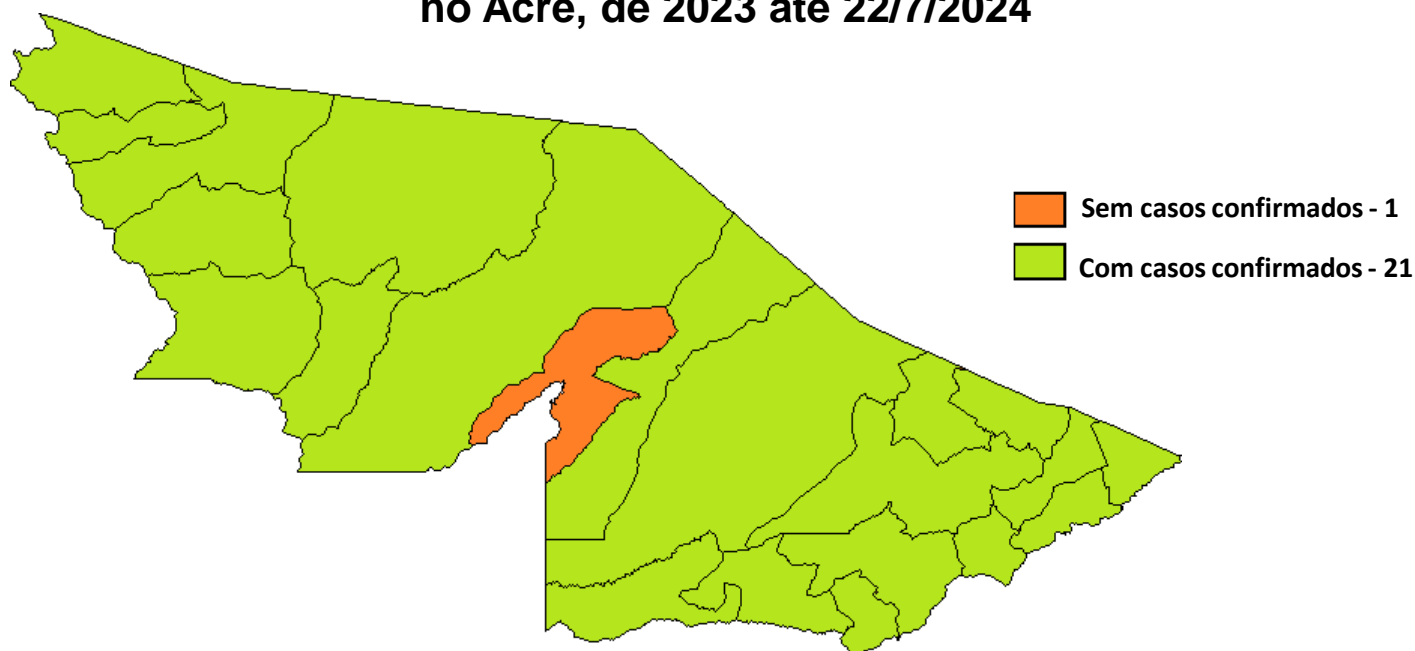 no Acre, de 2023 até 22/7/2024
Sem casos confirmados - 1
Com casos confirmados - 21